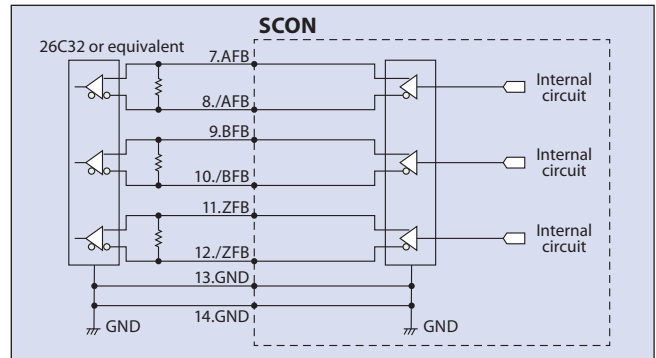 SCON
26C32 or equivalent
7.AFB
Internal
circuit
8./AFB
9.BFB
Internal
circuit
10./BFB
11.ZFB
Internal
circuit
12./ZFB
13.GND
14.GND
GND
GND